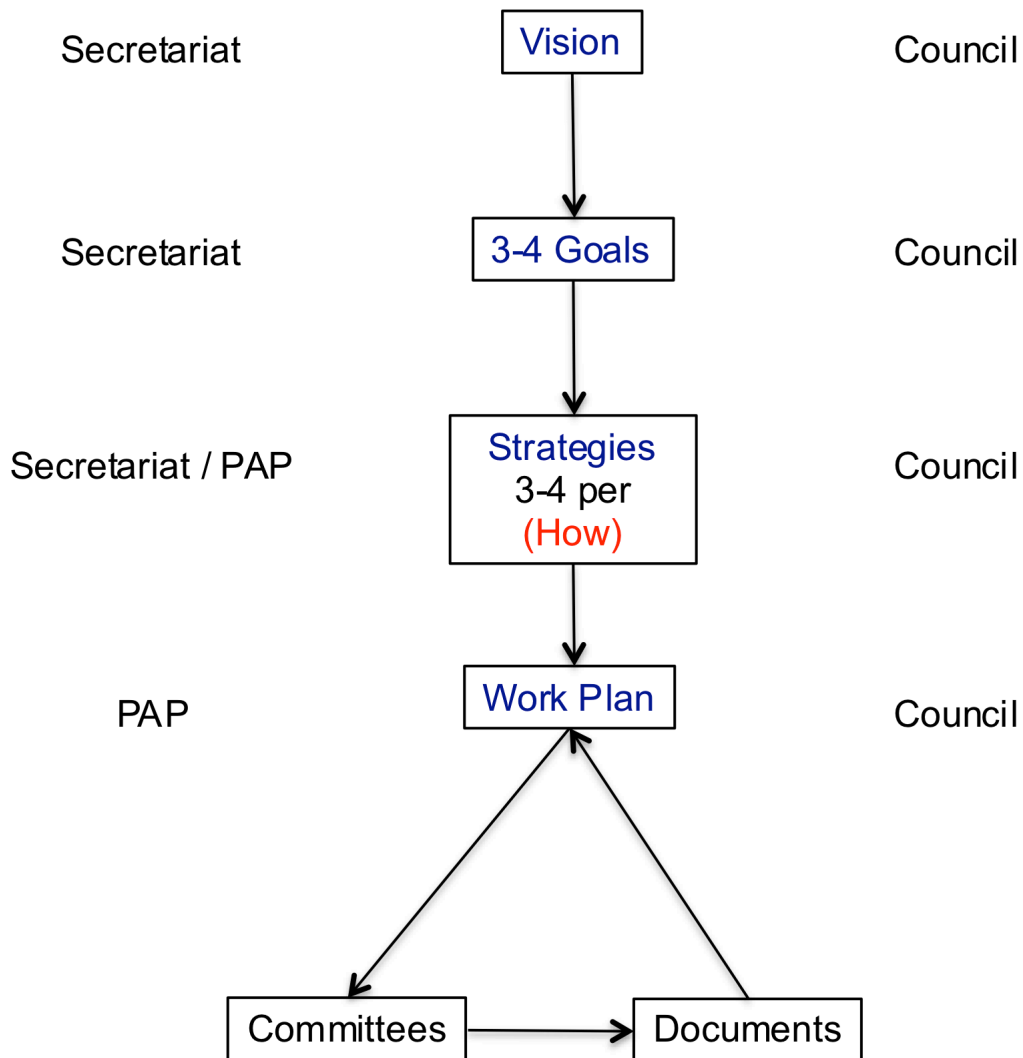 Secretariat
Vision
Council
Secretariat
3-4 Goals
Council
Secretariat / PAP
Strategies
3-4 per
(How)
Council
PAP
Work Plan
Council
Committees
Documents